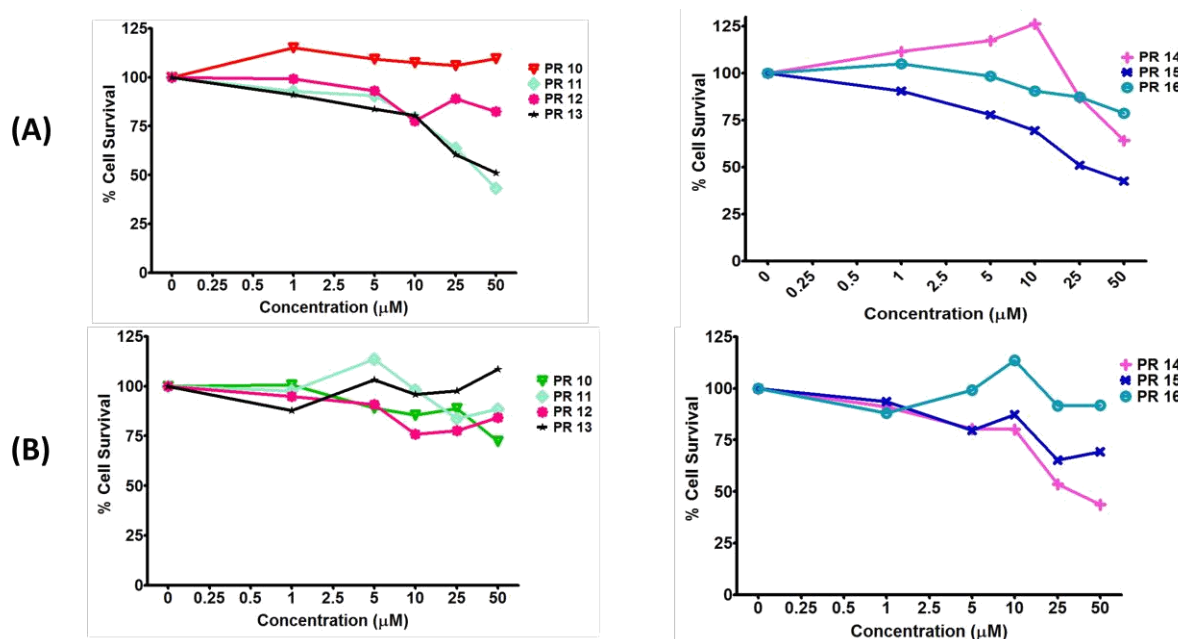 (A)
% Cell Survival
125
100
75
50
25
0
0 0.25 0.5 1 2.5 5 10 25 50
Concentration (μM)
PR 10
PR 11
PR 12
PR 13
% Cell Survival
125
100
75
50
25
0
0 0.25 0.5 1 2.5 5 10 25 50
Concentration (μM)
PR 14
PR 15
PR 16
(B)
% Cell Survival
125
100
75
50
25
0
0 0.25 0.5 1 2.5 5 10 25 50
Concentration (μM)
PR 10
PR 11
PR 12
PR 13
% Cell Survival
125
100
75
50
25
0
0 0.25 0.5 1 2.5 5 10 25 50
Concentration (μM)
PR 14
PR 15
PR 16